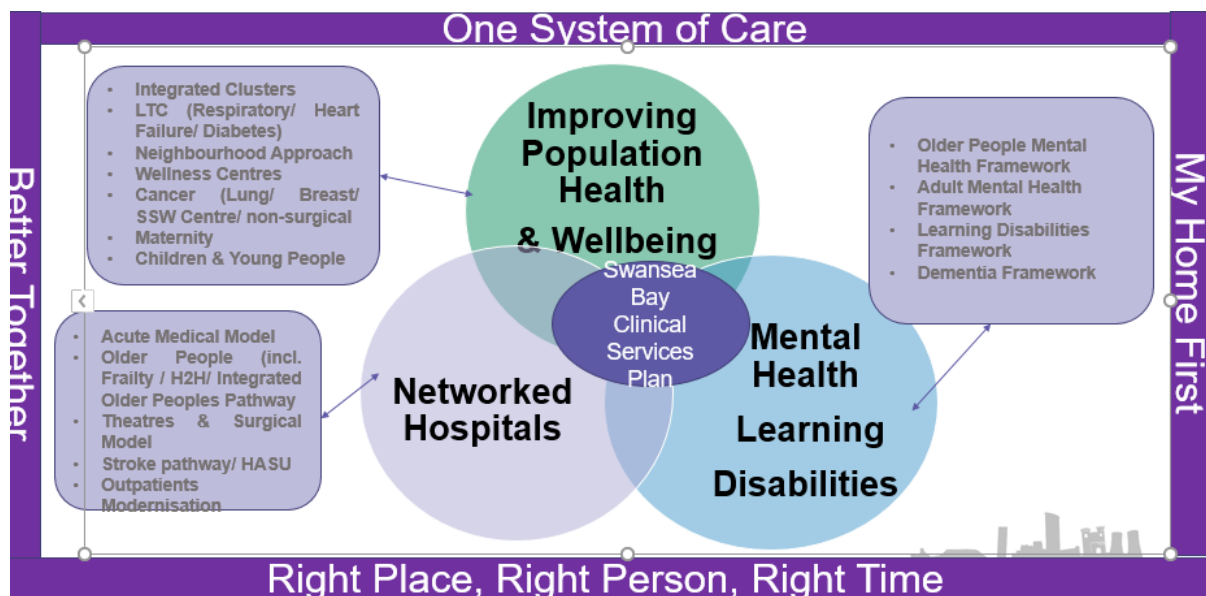 One System of Care
Better Together
My Home First
• Integrated Clusters
• LTC (Respiratory/ Heart
Failure/ Diabetes)
• Neighbourhood Approach
• Wellness Centres
• Cancer (Lung/ Breast/
SSW Centre/ non-surgical
• Maternity
• Children & Young People
Improving
Population
Health
& Wellbeing
• Older People Mental
Health Framework
• Adult Mental Health
Framework
• Learning Disabilities
Framework
• Dementia Framework
Swansea
Bay
Clinical
Services
Plan
• Acute Medical Model
• Older People (incl.
Frailty / H2H/ Integrated
Older Peoples Pathway
• Theatres & Surgical
Model
• Stroke pathway/ HASU
• Outpatients
Modernisation
Networked
Hospitals
Mental
Health
Learning
Disabilities
Right Place, Right Person, Right Time